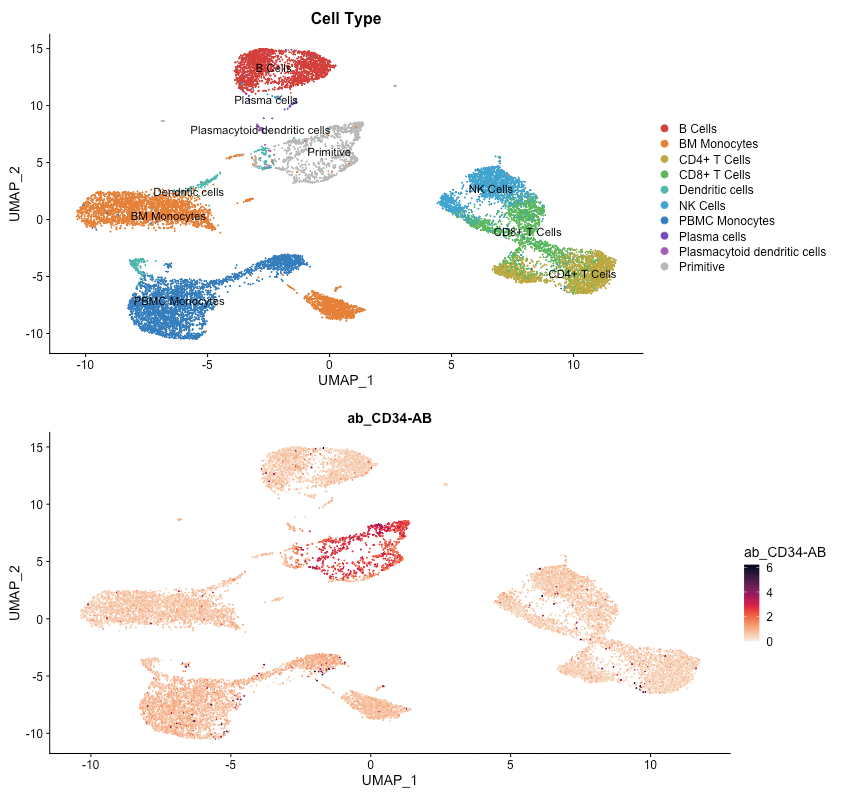 Cell Type
15
10
5
0
-5
-10
UMAP_2
B Cells
Plasma cells
Plasmacytoid dendritic cells
Primitive
Dendritic cells
BM Monocytes
PBMC Monocytes
NK Cells
CD8+ T Cells
CD4+ T Cells
-10 -5 0 5 10
UMAP_1
B Cells
BM Monocytes
CD4+ T Cells
CD8+ T Cells
Dendritic cells
NK Cells
PBMC Monocytes
Plasma cells
Plasmacytoid dendritic cells
Primitive
ab_CD34-AB
15
10
5
0
-5
-10
UMAP_2
-10 -5 0 5 10
UMAP_1
ab_CD34-AB
6
4
2
0